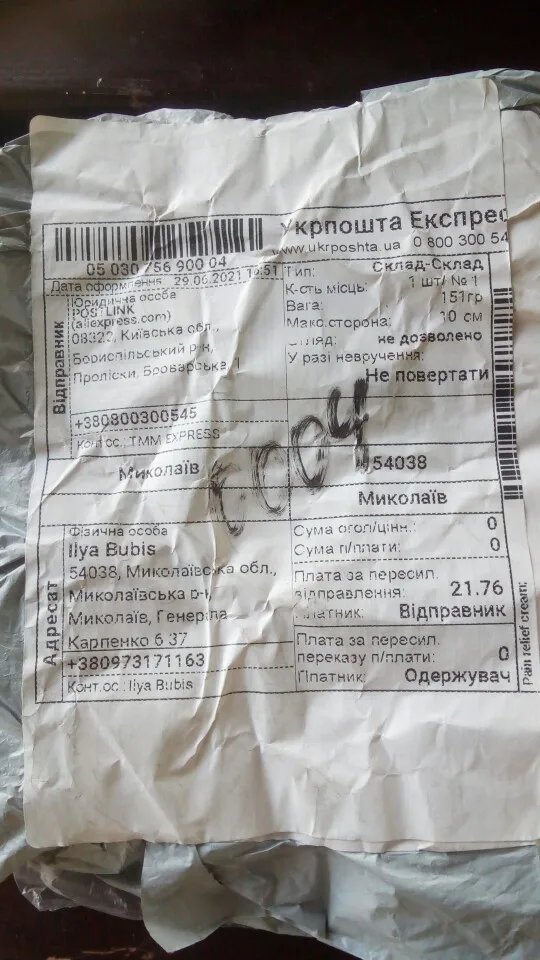 Укрпошта Експрес
www.ukrposhta.ua 0 800 300 54
05 030 756 900 04
Дата оформлення 29.06.2021 10:51
Відправник
Юридична особа
POSTLINK
(aliexpress.com)
08322, Київська обл.,
Бориспільський р-н,
Проліски, Броварська 1
+380800300545
Конт.ос.: TMM EXPRESS
Тип: Склад-Склад
К-сть місць: 1 шт/ № 1
Вага: 151гр
Макс.сторона: 10 см
не дозволено
У разі невручення:
Не повертати
Миколаїв
54038
Миколаїв
0004
Адресат
Фізична особа
Ilya Bubis
54038, Миколаївська обл.,
Миколаївська р-н,
Миколаїв, Генерала
Карпенко 6 37
+380973171163
Конт.ос.: Ilya Bubis
Сума огол/цінн.: 0
Сума п/плати: 0
Плата за пересил.
відправлення: 21.76
Платник: Відправник
Плата за пересил.
переказу п/плати: 0
Платник: Одержувач
Pain relief cream;